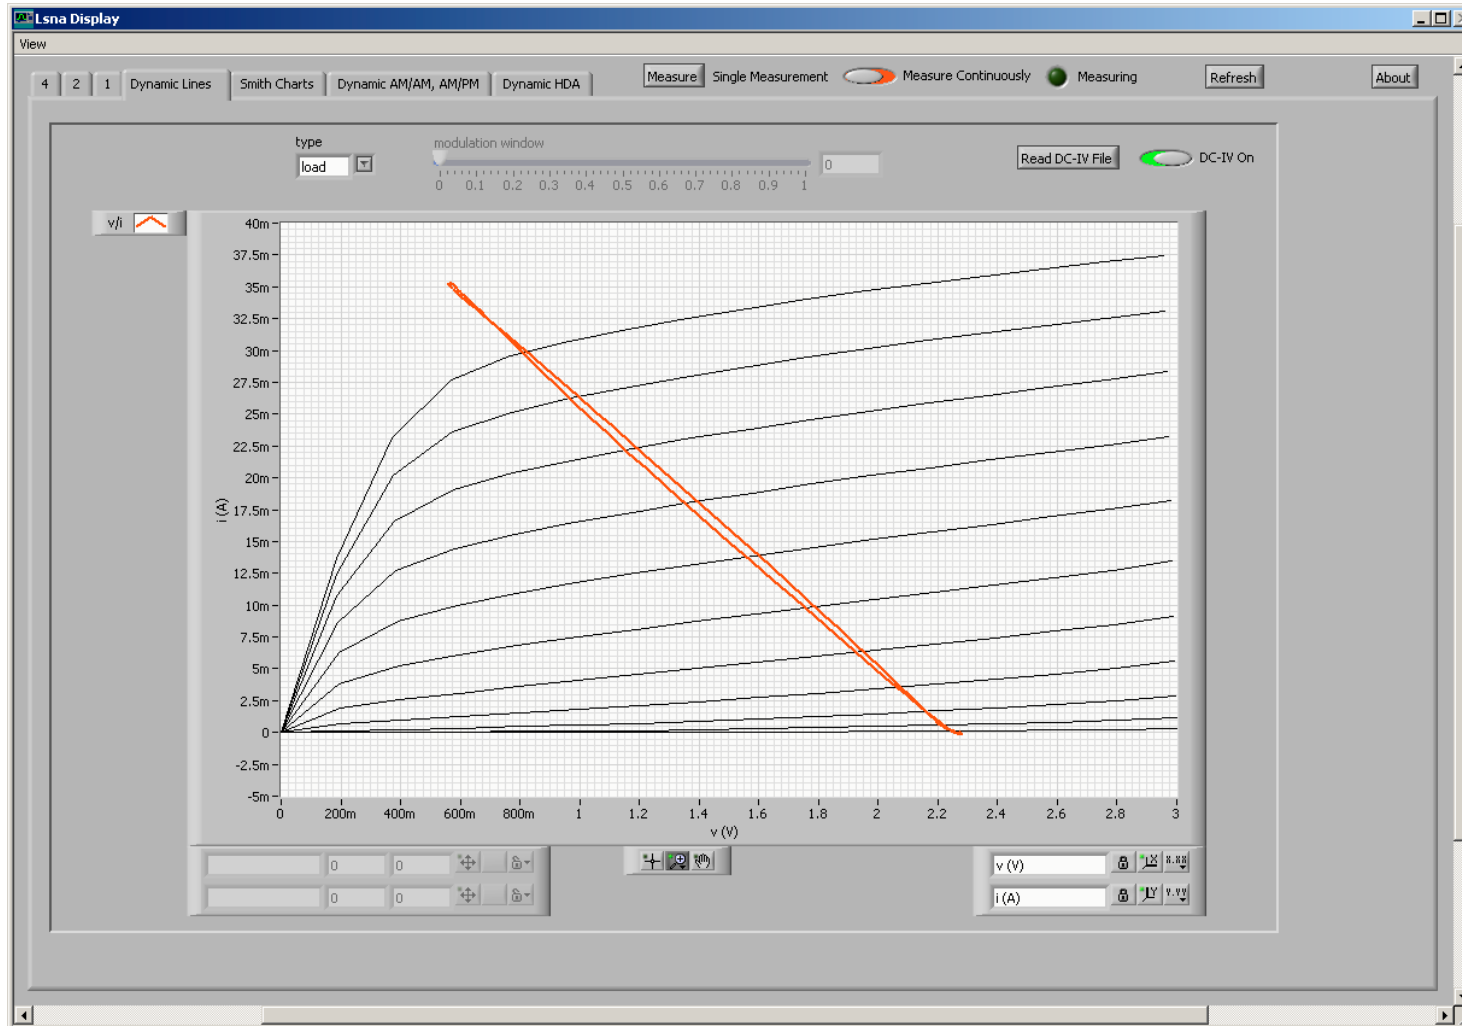 Lsna Display
View
4 2 1 Dynamic Lines Smith Charts Dynamic AM/AM, AM/PM Dynamic HDA Measure Single Measurement Measure Continuously Measuring Refresh About
type
load
modulation window
0
0 0.1 0.2 0.3 0.4 0.5 0.6 0.7 0.8 0.9 1
Read DC-IV File DC-IV On
v/i
40m
37.5m
35m
32.5m
30m
27.5m
25m
22.5m
20m
17.5m
15m
12.5m
10m
7.5m
5m
2.5m
0
-2.5m
-5m
i (A)
0 200m 400m 600m 800m 1 1.2 1.4 1.6 1.8 2 2.2 2.4 2.6 2.8 3
v (V)
0 0
0 0
v (V) X X.XX
i (A) Y Y.YY